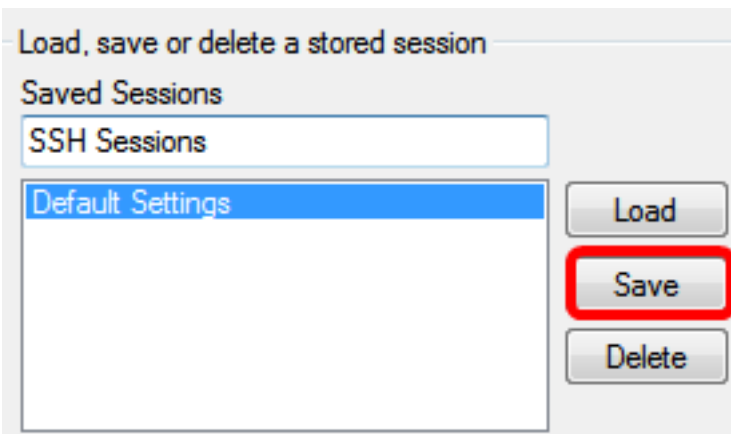 Load, save or delete a stored session
Saved Sessions
SSH Sessions
Default Settings
Load
Save
Delete